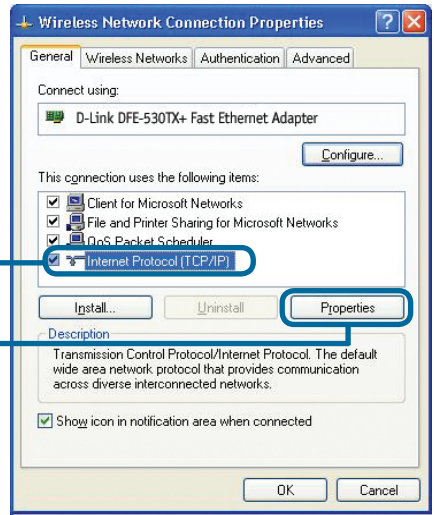 Wireless Network Connection Properties
General Wireless Networks Authentication Advanced
Connect using:
D-Link DFE-530TX+ Fast Ethernet Adapter
Configure...
This connection uses the following items:
Client for Microsoft Networks
File and Printer Sharing for Microsoft Networks
QoS Packet Scheduler
Internet Protocol (TCP/IP)
Install... Uninstall Properties
Description
Transmission Control Protocol/Internet Protocol. The default
wide area network protocol that provides communication
across diverse interconnected networks.
Show icon in notification area when connected
OK Cancel